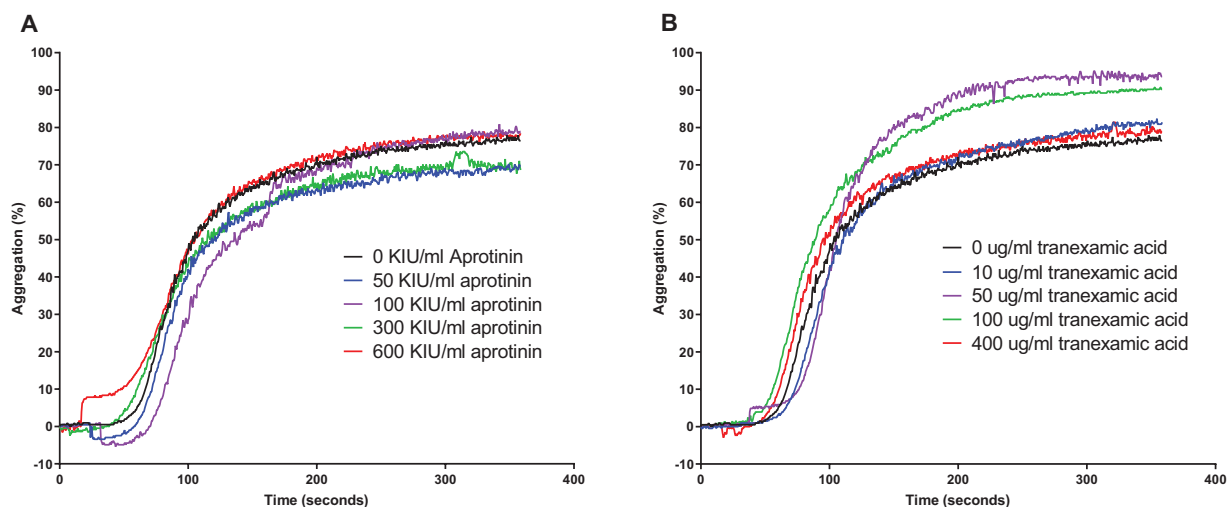 A
Aggregation (%)
100
90
80
70
60
50
40
30
20
10
0
-10
0 KIU/ml Aprotinin
50 KIU/ml aprotinin
100 KIU/ml aprotinin
300 KIU/ml aprotinin
600 KIU/ml aprotinin
0 100 200 300 400
Time (seconds)
B
Aggregation (%)
100
90
80
70
60
50
40
30
20
10
0
-10
0 ug/ml tranexamic acid
10 ug/ml tranexamic acid
50 ug/ml tranexamic acid
100 ug/ml tranexamic acid
400 ug/ml tranexamic acid
0 100 200 300 400
Time (seconds)